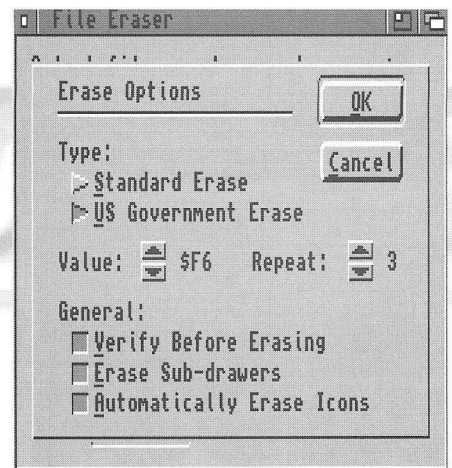 File Eraser
Erase Options
OK
Type:
Cancel
Standard Erase
US Government Erase
Value: $F6 Repeat: 3
General:
Verify Before Erasing
Erase Sub-drawers
Automatically Erase Icons